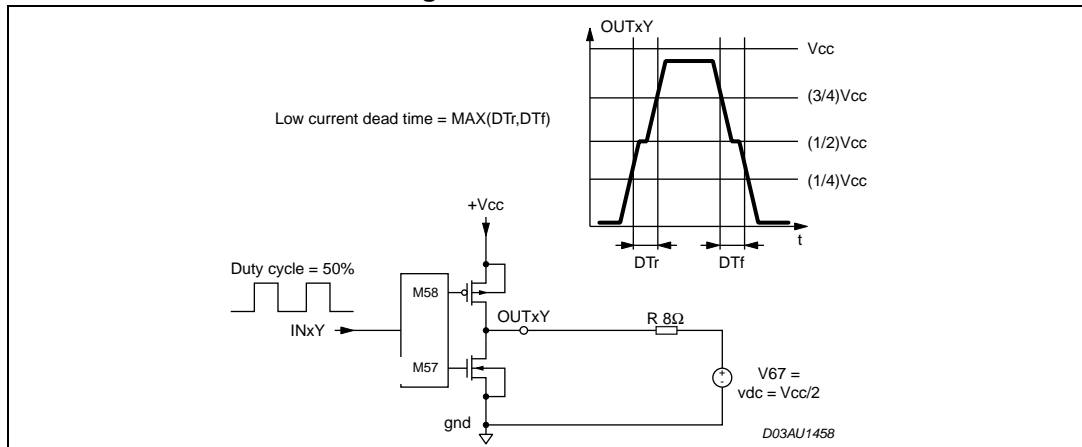 OUTxY
Vcc
(3/4)Vcc
Low current dead time = MAX(DTr,DTf)
(1/2)Vcc
(1/4)Vcc
t
DTr
DTf
+Vcc
Duty cycle = 50%
M58
INxY
OUTxY
R 8Ω
M57
+
-
V67 =
vdc = Vcc/2
gnd
D03AU1458